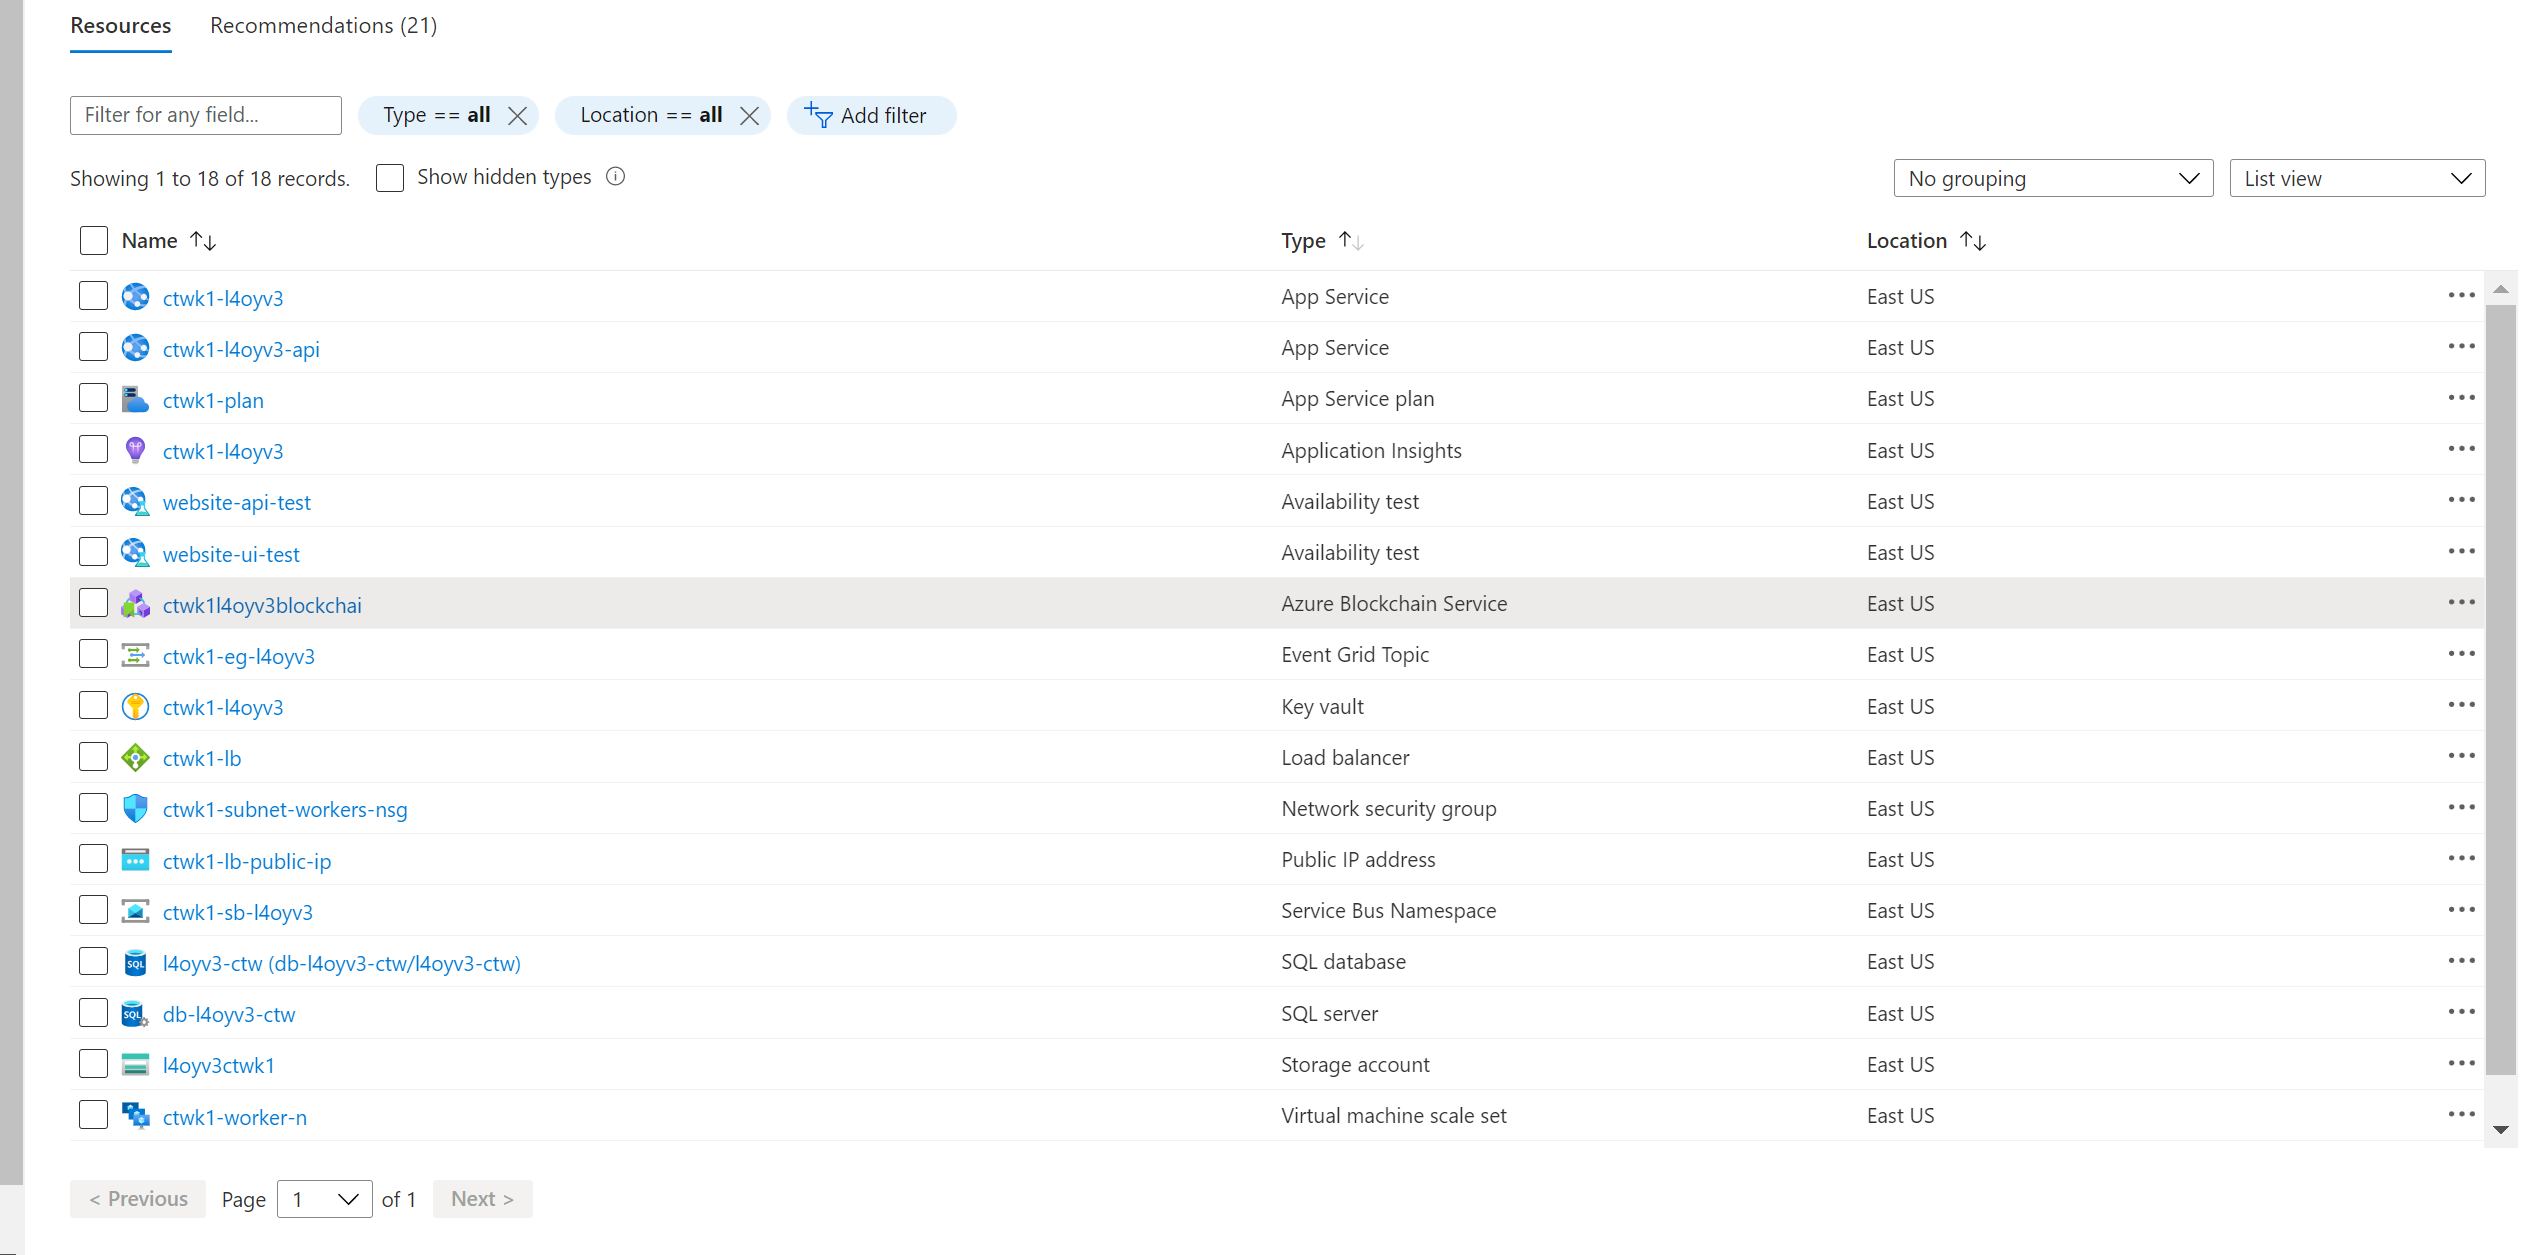 Resources Recommendations (21)
Filter for any field... Type == all Location == all Add filter
Showing 1 to 18 of 18 records. Show hidden types No grouping List view
Name Type Location
ctwk1-l4oyv3 App Service East US
ctwk1-l4oyv3-api App Service East US
ctwk1-plan App Service plan East US
ctwk1-l4oyv3 Application Insights East US
website-api-test Availability test East US
website-ui-test Availability test East US
ctwk1l4oyv3blockchai Azure Blockchain Service East US
ctwk1-eg-l4oyv3 Event Grid Topic East US
ctwk1-l4oyv3 Key vault East US
ctwk1-lb Load balancer East US
ctwk1-subnet-workers-nsg Network security group East US
ctwk1-lb-public-ip Public IP address East US
ctwk1-sb-l4oyv3 Service Bus Namespace East US
l4oyv3-ctw (db-l4oyv3-ctw/l4oyv3-ctw) SQL database East US
db-l4oyv3-ctw SQL server East US
l4oyv3ctwk1 Storage account East US
ctwk1-worker-n Virtual machine scale set East US
< Previous Page 1 of 1 Next >